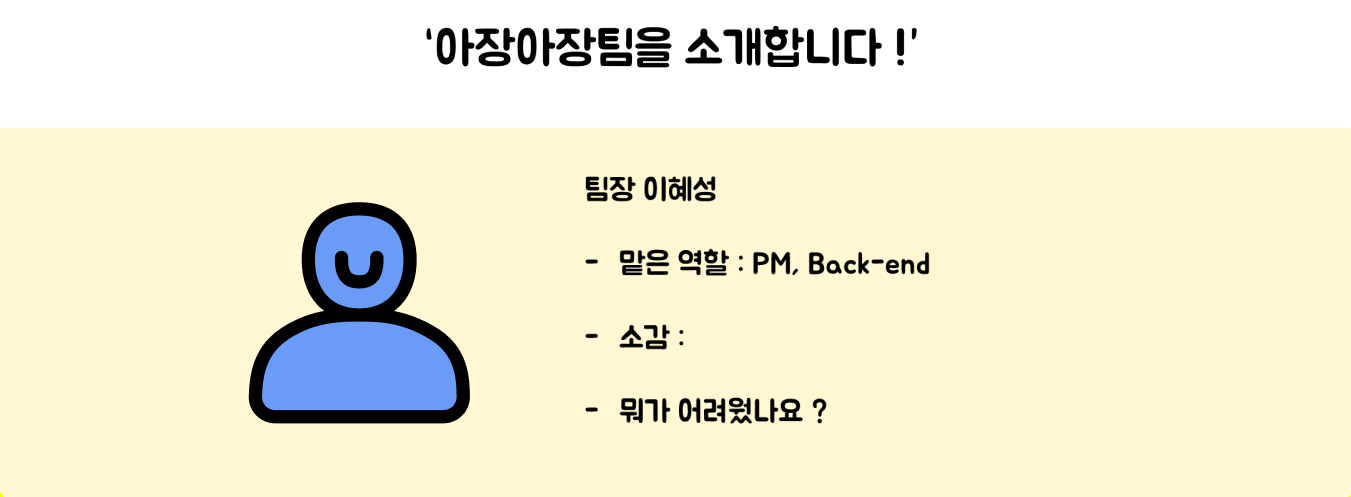 ‘아장아장팀을 소개합니다 !’
팀장 이혜성
- 맡은 역할 : PM, Back-end
- 소감 :
- 뭐가 어려웠나요 ?